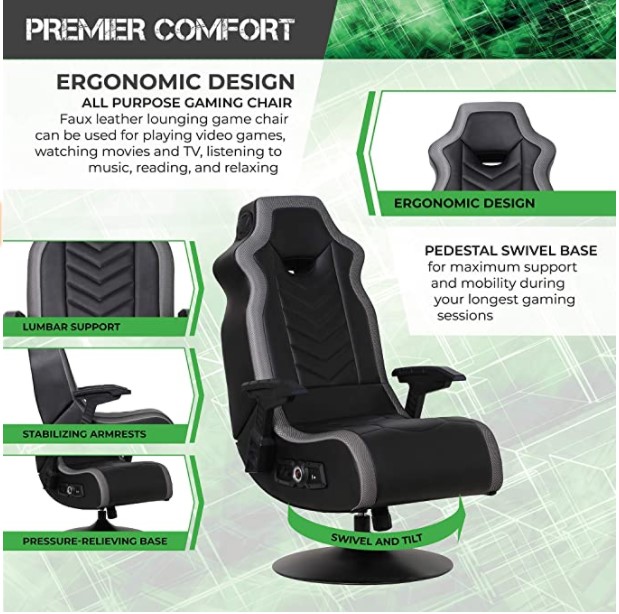 PREMIER COMFORT
ERGONOMIC DESIGN
ALL PURPOSE GAMING CHAIR
Faux leather lounging game chair
can be used for playing video games,
watching movies and TV, listening to
music, reading, and relaxing
ERGONOMIC DESIGN
PEDESTAL SWIVEL BASE
for maximum support
and mobility during
your longest gaming
sessions
LUMBAR SUPPORT
STABILIZING ARMRESTS
PRESSURE-RELIEVING BASE
SWIVEL AND TILT